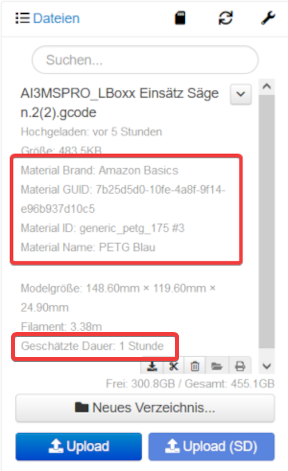 Dateien
Suchen...
AI3MSPRO_LBoxx Einsätz Säge
n.2(2).gcode
Hochgeladen: vor 5 Stunden
Größe: 483.5KB
Material Brand: Amazon Basics
Material GUID: 7b25d5d0-10fe-4a8f-9f14-
e96b937d10c5
Material ID: generic_petg_175 #3
Material Name: PETG Blau
Modelgröße: 148.60mm × 119.60mm ×
24.90mm
Filament: 3.38m
Geschätzte Dauer: 1 Stunde
Frei: 300.8GB / Gesamt: 455.1GB
Neues Verzeichnis...
Upload
Upload (SD)